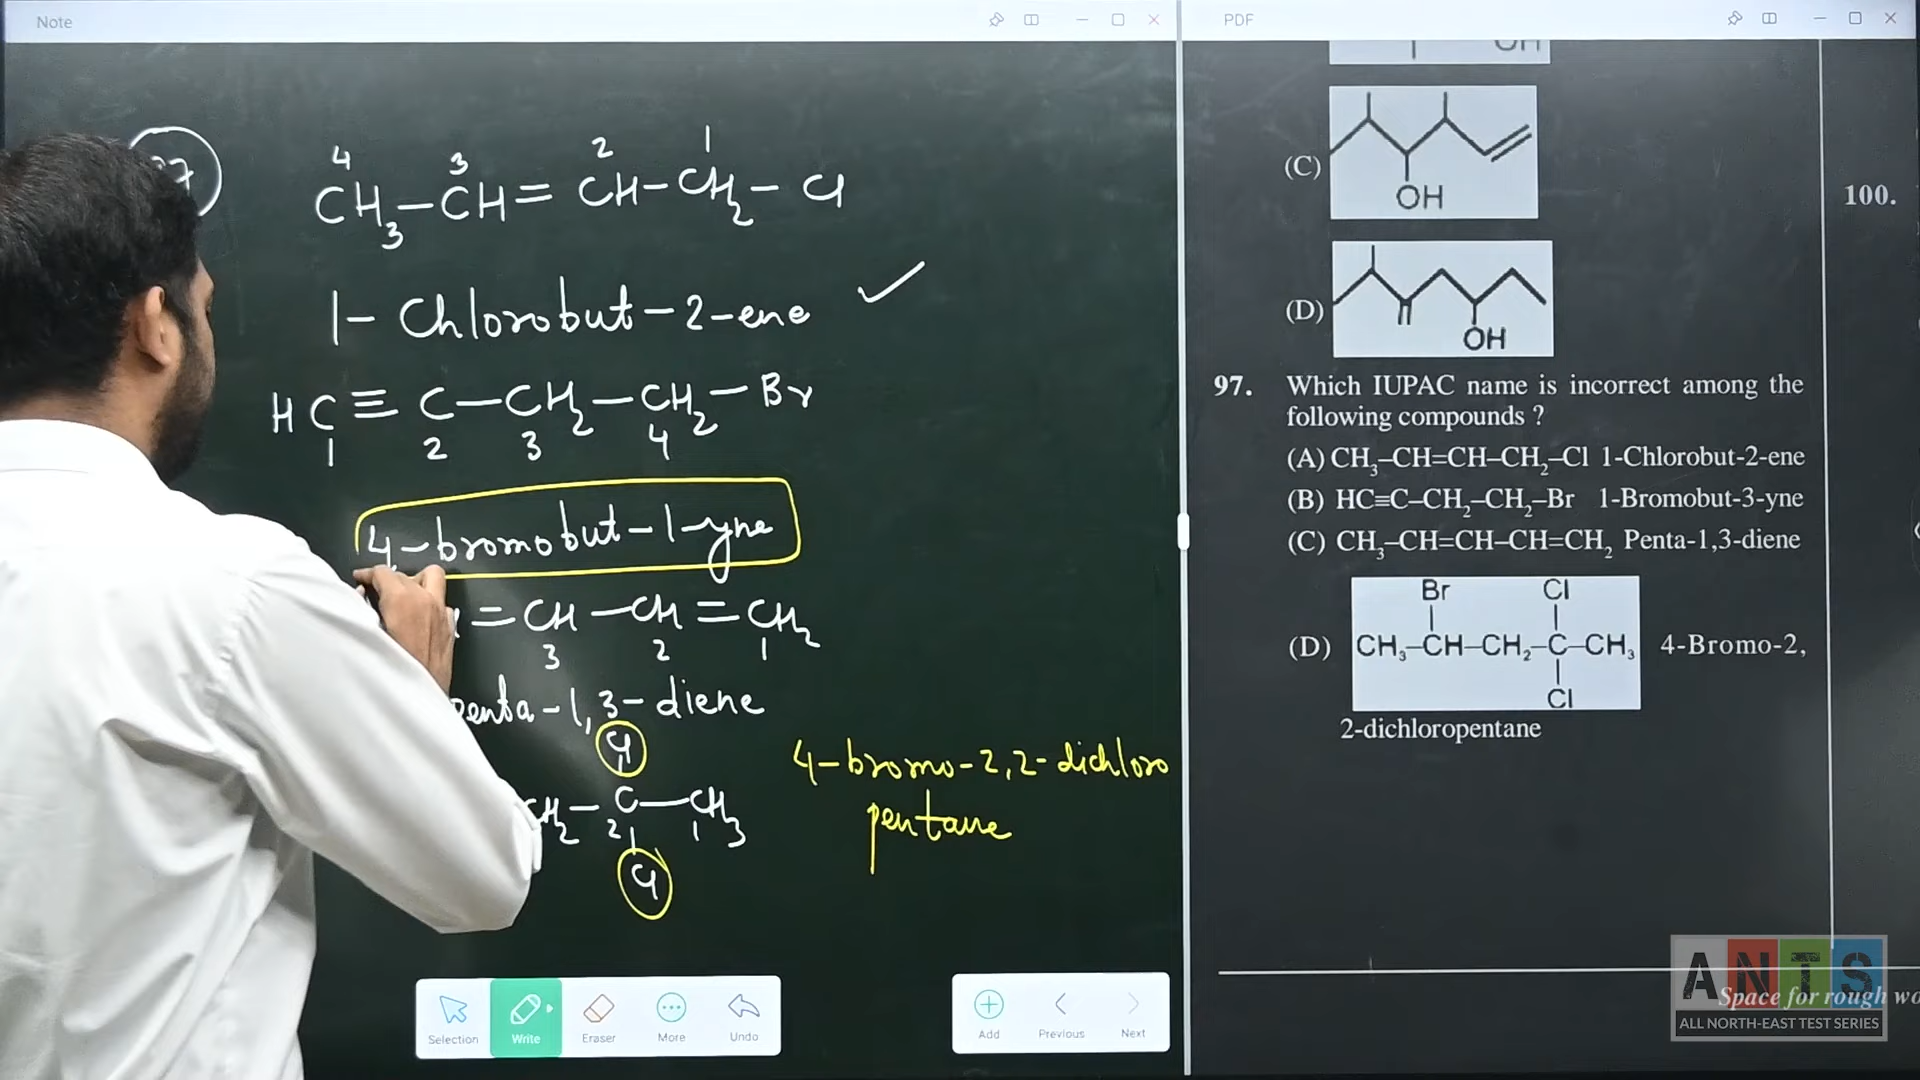 Note
PDF
4 3 2 1
CH₃–CH=CH–CH₂–Cl
3
1-Chlorobut-2-ene ✓
HC≡C–CH₂–CH₂–Br
1 2 3 4
4-bromobut-1-yne
=CH–CH=CH₂
3 2 1
penta-1,3-diene
Cl
CH₂–C–CH₃
2 1
Cl
4-bromo-2,2-dichloro
pentane
Selection
Write
Eraser
More
Undo
Add
Previous
Next
OH
(C)
OH
(D)
OH
97. Which IUPAC name is incorrect among the
following compounds ?
(A) CH₃–CH=CH–CH₂–Cl 1-Chlorobut-2-ene
(B) HC≡C–CH₂–CH₂–Br 1-Bromobut-3-yne
(C) CH₃–CH=CH–CH=CH₂ Penta-1,3-diene
Br Cl
(D) CH₃–CH–CH₂–C–CH₃ 4-Bromo-2,
Cl
2-dichloropentane
100.
Space for rough wo
ANTS
ALL NORTH-EAST TEST SERIES